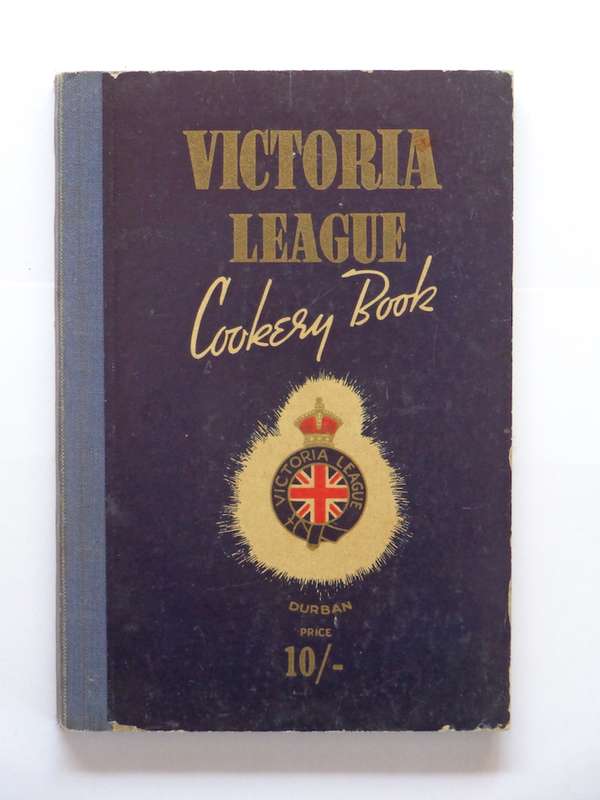 VICTORIA
LEAGUE
Cookery Book
VICTORIA LEAGUE
DURBAN
PRICE
10/-